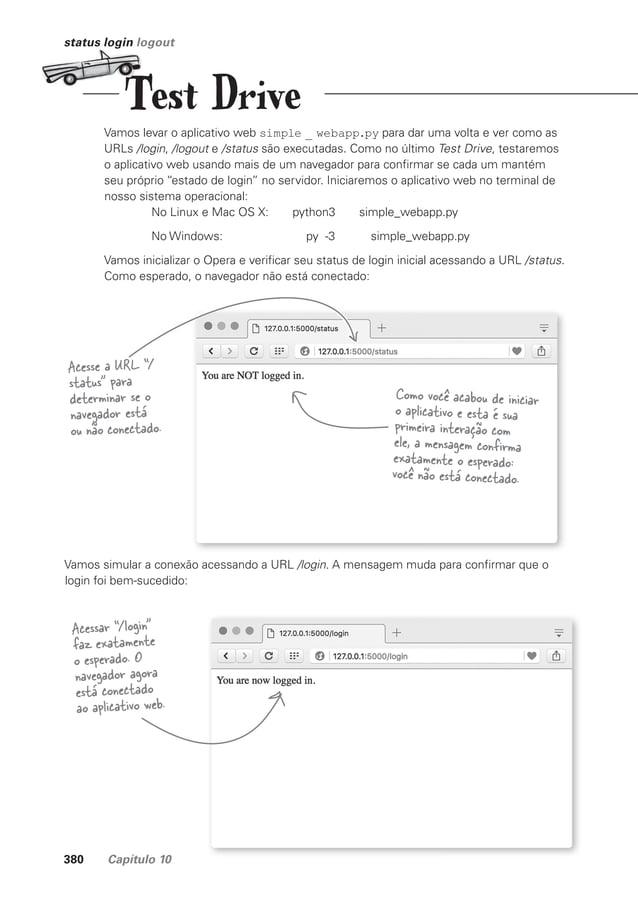 status login logout
Test Drive
Vamos levar o aplicativo web simple _ webapp.py para dar uma volta e ver como as
URLs /login, /logout e /status são executadas. Como no último Test Drive, testaremos
o aplicativo web usando mais de um navegador para confirmar se cada um mantém
seu próprio “estado de login” no servidor. Iniciaremos o aplicativo web no terminal de
nosso sistema operacional:
No Linux e Mac OS X: python3 simple_webapp.py
No Windows: py -3 simple_webapp.py
Vamos inicializar o Opera e verificar seu status de login inicial acessando a URL /status.
Como esperado, o navegador não está conectado:
127.0.0.1:5000/status
127.0.0.1:5000/status
You are NOT logged in.
Acesse a URL “/
status” para
determinar se o
navegador está
ou não conectado.
Como você acabou de iniciar
o aplicativo e esta é sua
primeira interação com
ele, a mensagem confirma
exatamente o esperado:
você não está conectado.
Vamos simular a conexão acessando a URL /login. A mensagem muda para confirmar que o
login foi bem-sucedido:
Acessar “/login”
faz exatamente
o esperado. O
navegador agora
está conectado
ao aplicativo web.
127.0.0.1:5000/login
127.0.0.1:5000/login
You are now logged in.
380 Capítulo 10